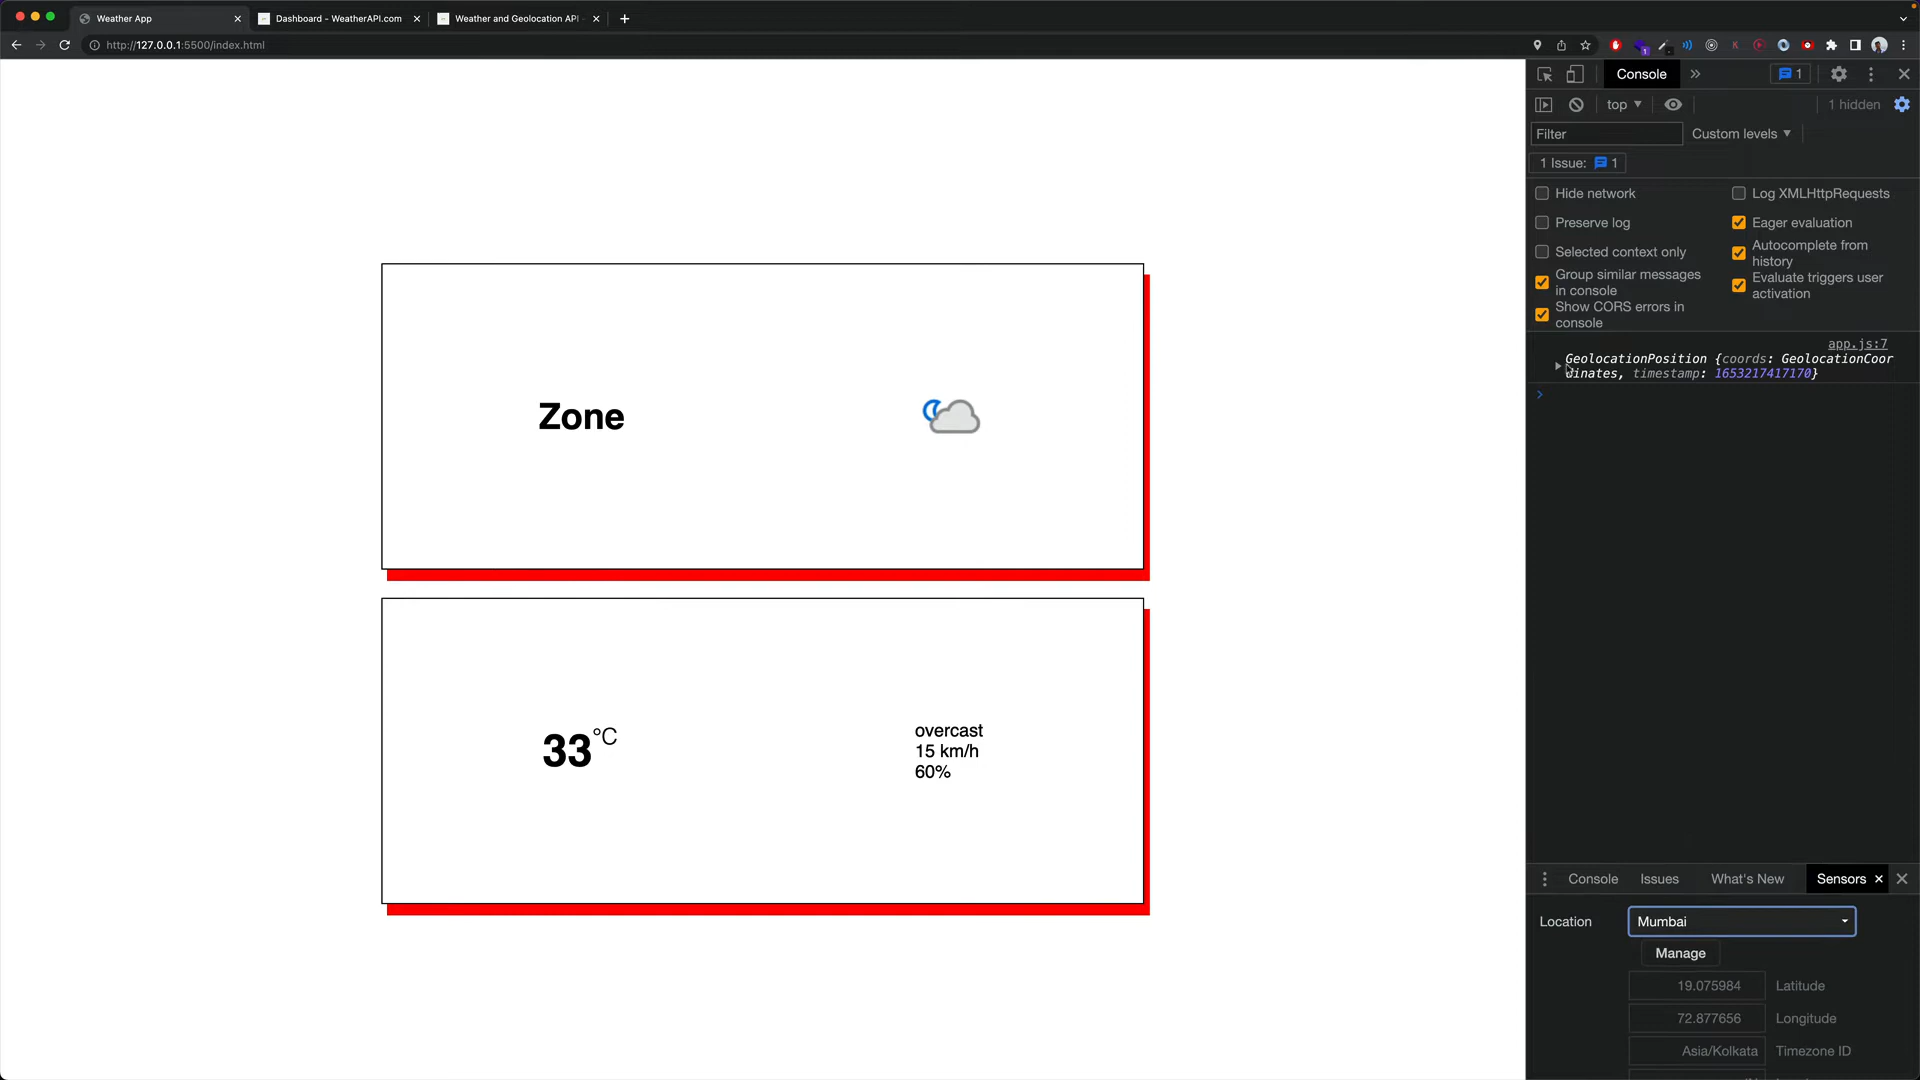 Weather App
Dashboard - WeatherAPI.com
Weather and Geolocation API
http://127.0.0.1:5500/index.html
Console
1
top
1 hidden
Filter
Custom levels
1 Issue: 1
Hide network
Log XMLHttpRequests
Preserve log
Eager evaluation
Selected context only
Autocomplete from
history
Group similar messages
in console
Evaluate triggers user
activation
Show CORS errors in
console
app.js:7
GeolocationPosition {coords: GeolocationCoor
dinates, timestamp: 1653217417170}
Zone
33°C
overcast
15 km/h
60%
Console
Issues
What's New
Sensors
Location
Mumbai
Manage
19.075984
Latitude
72.877656
Longitude
Asia/Kolkata
Timezone ID